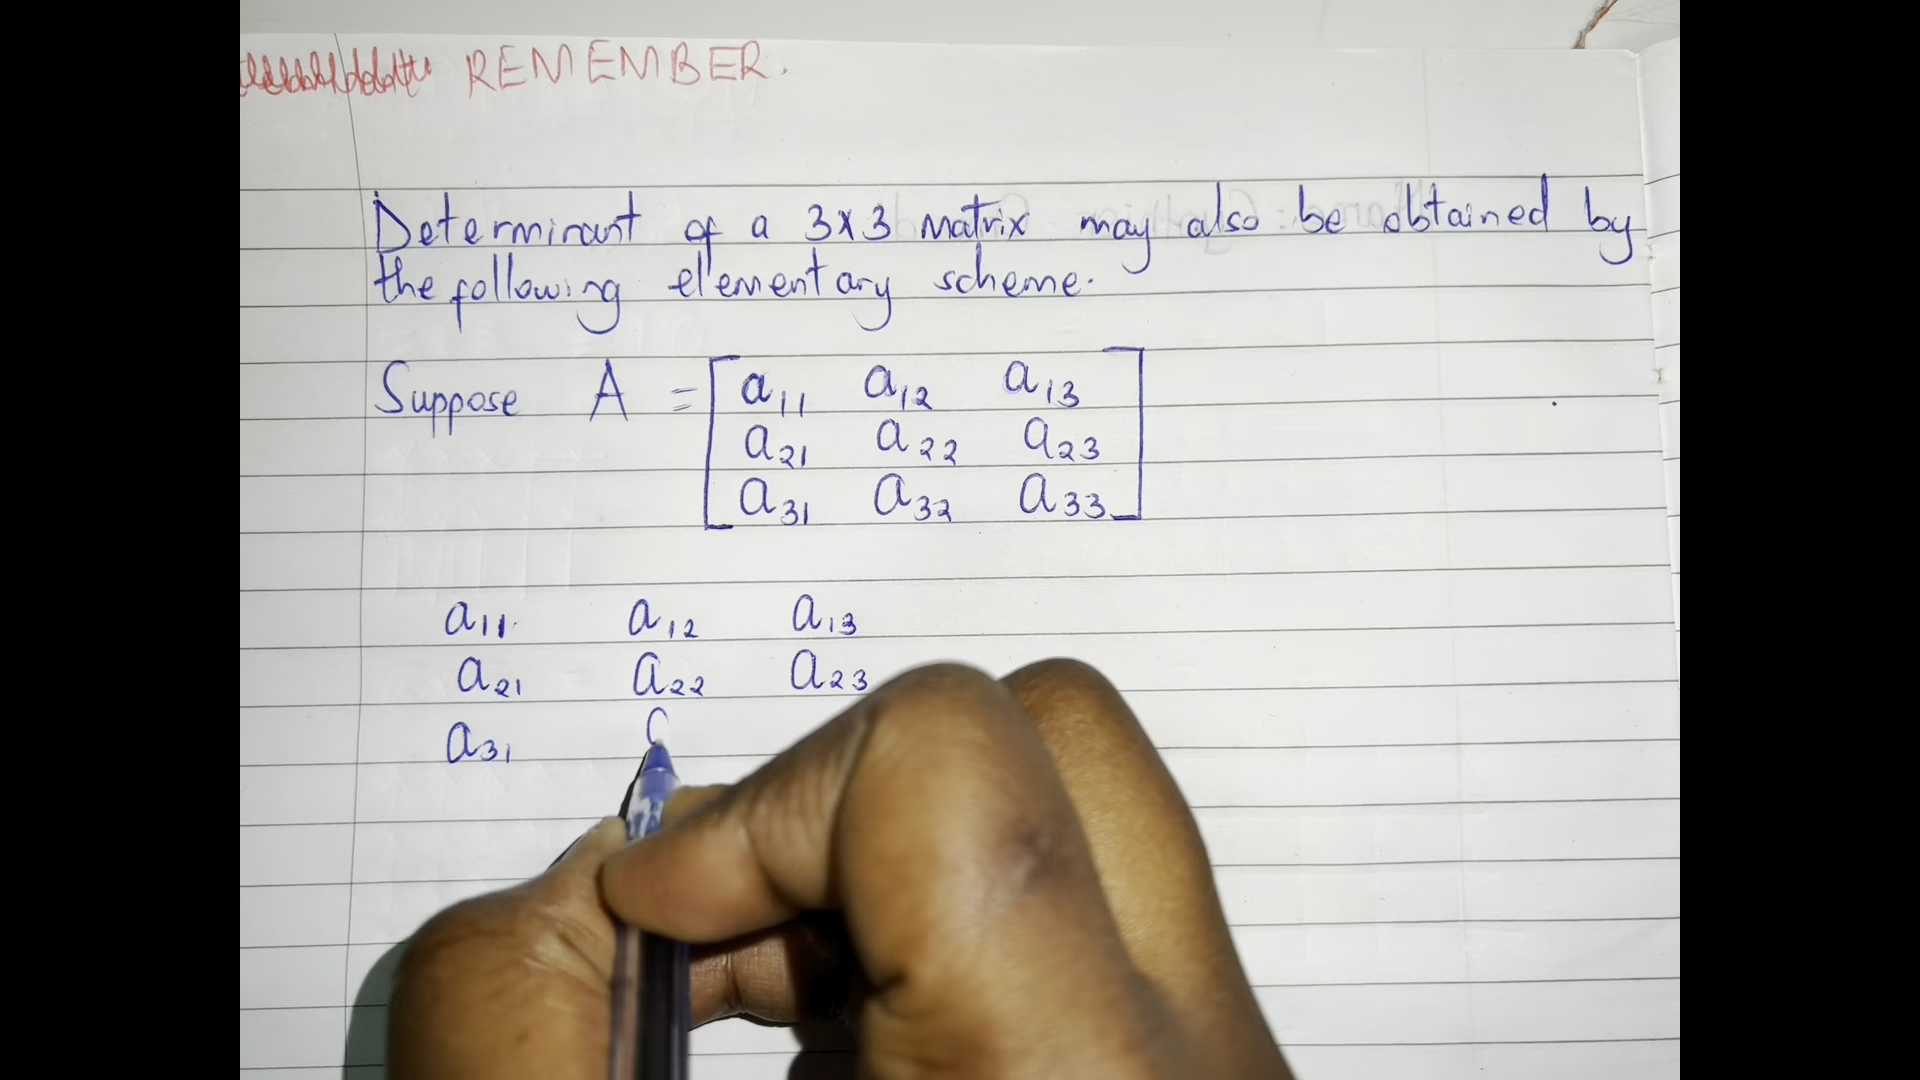 REMEMBER.
Determinant of a 3x3 Matrix may also be obtained by
the following elementary scheme.
Suppose A = [a11 a12 a13
a21 a22 a23
a31 a32 a33]
a11 a12 a13
a21 a22 a23
a31